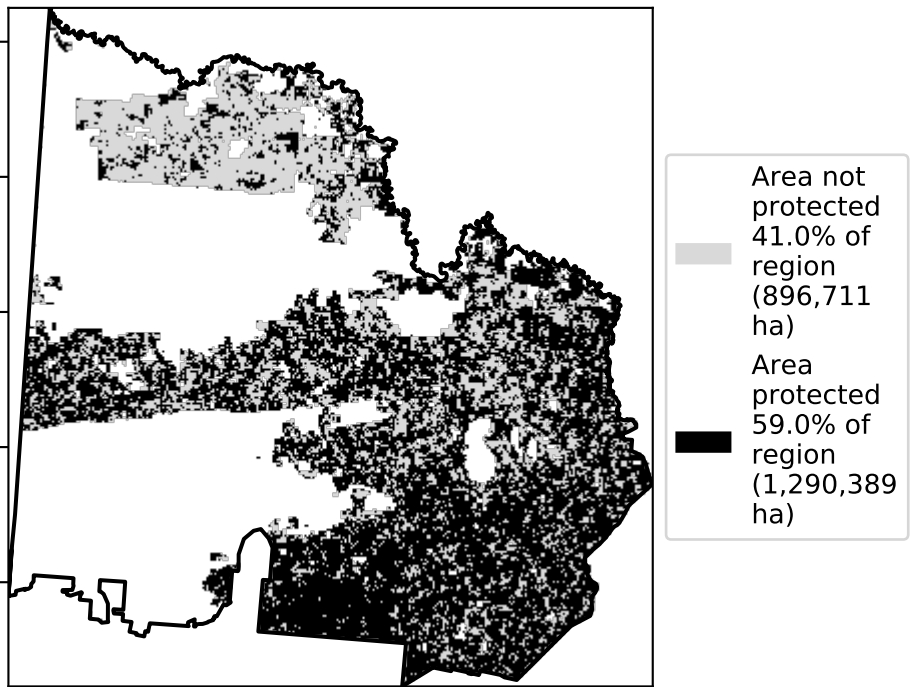 Area not
protected
41.0% of
region
(896,711
ha)
Area
protected
59.0% of
region
(1,290,389
ha)